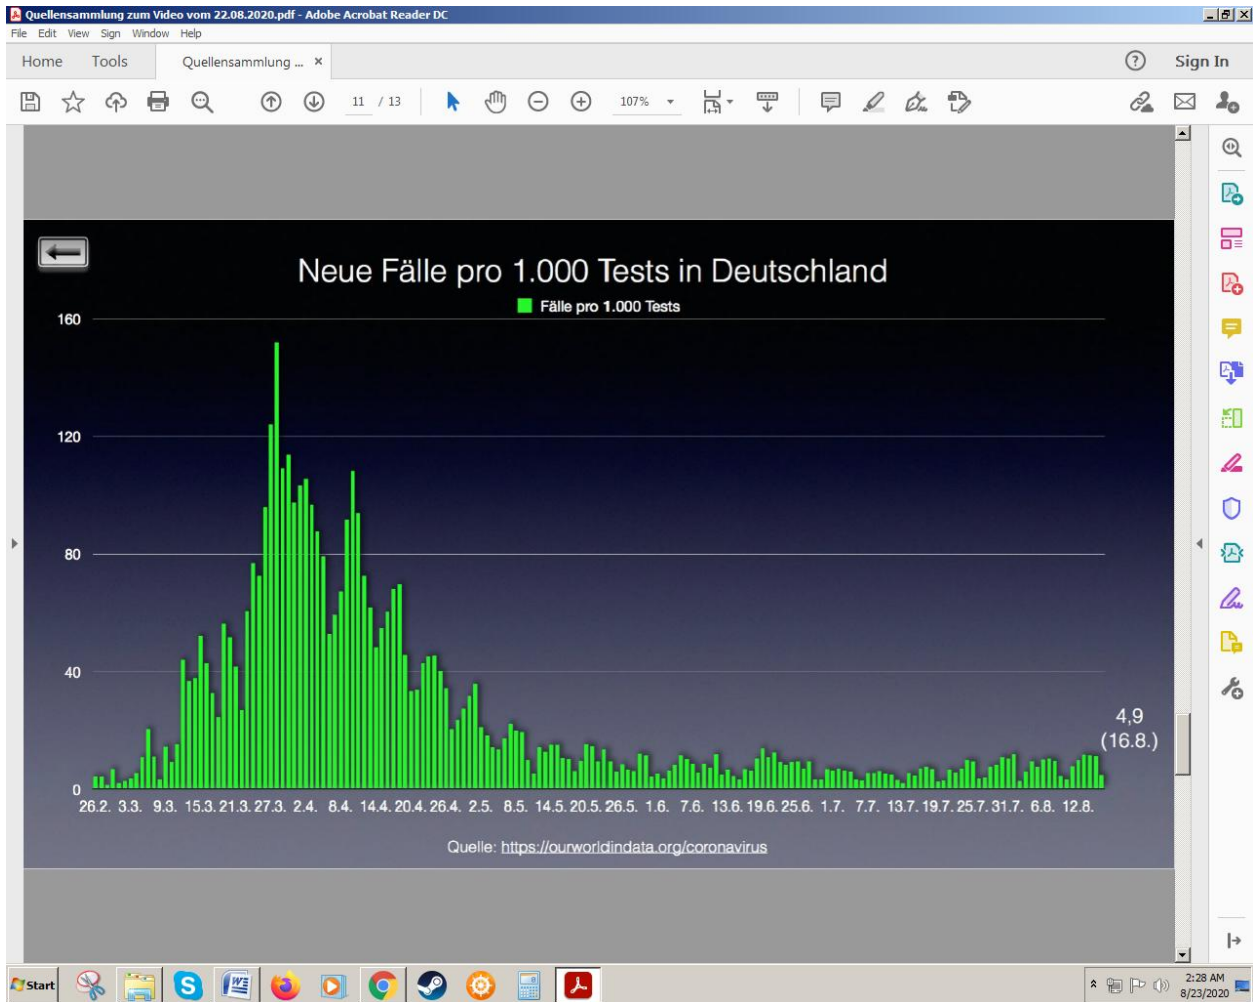 Quellensammlung zum Video vom 22.08.2020.pdf - Adobe Acrobat Reader DC
File Edit View Sign Window Help
Home Tools Quellensammlung ... × Sign In
11 / 13 107%
Neue Fälle pro 1.000 Tests in Deutschland
Fälle pro 1.000 Tests
160
120
80
40
4,9
(16.8.)
0
26.2. 3.3. 9.3. 15.3. 21.3. 27.3. 2.4. 8.4. 14.4. 20.4. 26.4. 2.5. 8.5. 14.5. 20.5. 26.5. 1.6. 7.6. 13.6. 19.6. 25.6. 1.7. 7.7. 13.7. 19.7. 25.7. 31.7. 6.8. 12.8.
Quelle: https://ourworldindata.org/coronavirus
Start
2:28 AM
8/23/2020